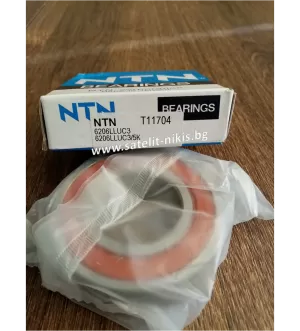 NTN
BEARINGS
NTN
T11704
6206LLUC3
6206LLUC3/5K
www.satelit-nikis.bg